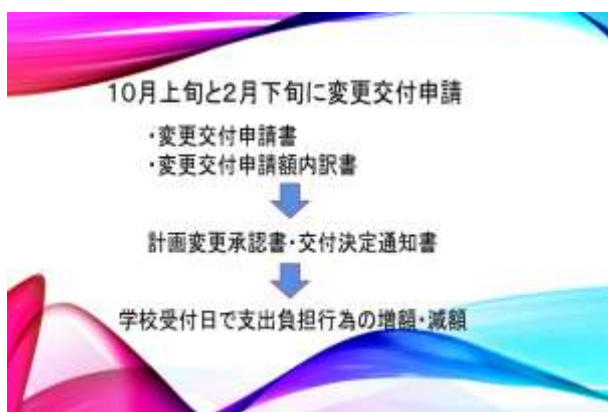 10月上旬と2月下旬に変更交付申請
・変更交付申請書
・変更交付申請額内訳書
計画変更承認書・交付決定通知書
学校受付日で支出負担行為の増額・減額